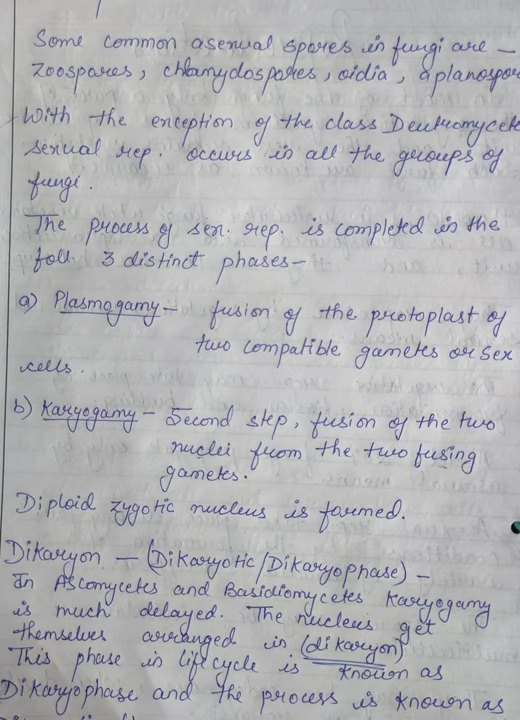 Some common asexual spores in fungi are –
zoospores, chlamydospores, oidia, aplanospor
With the exception of the class Deutromycete
sexual rep. occurs in all the groups of
fungi.
The process of sex. rep. is completed in the
foll. 3 distinct phases –
a) Plasmogamy – fusion of the protoplast of
two compatible gametes or sex
cells.
b) Karyogamy – Second step, fusion of the two
nuclei from the two fusing
gametes.
Diploid zygotic nucleus is formed.
Dikaryon – (Dikaryotic/Dikaryophase) –
In Ascomycetes and Basidiomycetes Karyogamy
is much delayed. The nucleus get
themselves arranged in (dikaryon)
This phase in life cycle is known as
Dikaryophase and the process is known as